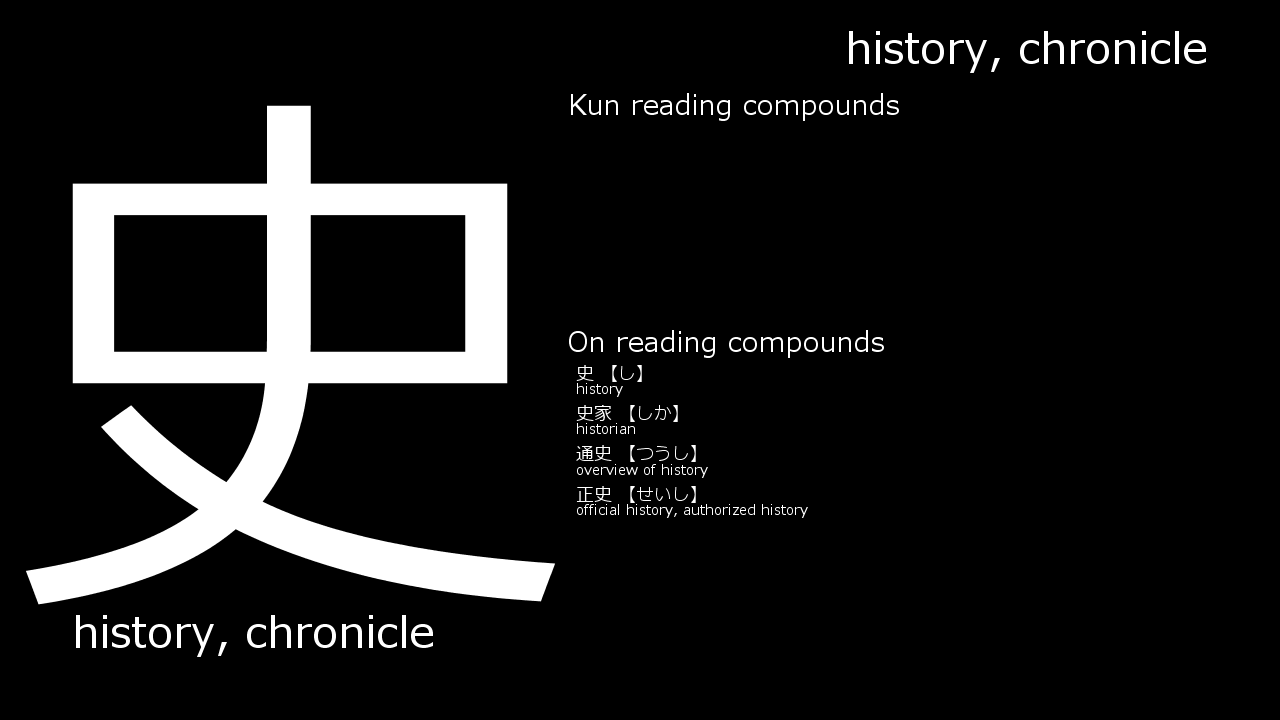 史
history, chronicle
history, chronicle
Kun reading compounds
On reading compounds
史 【し】
history
史家 【しか】
historian
通史 【つうし】
overview of history
正史 【せいし】
official history, authorized history